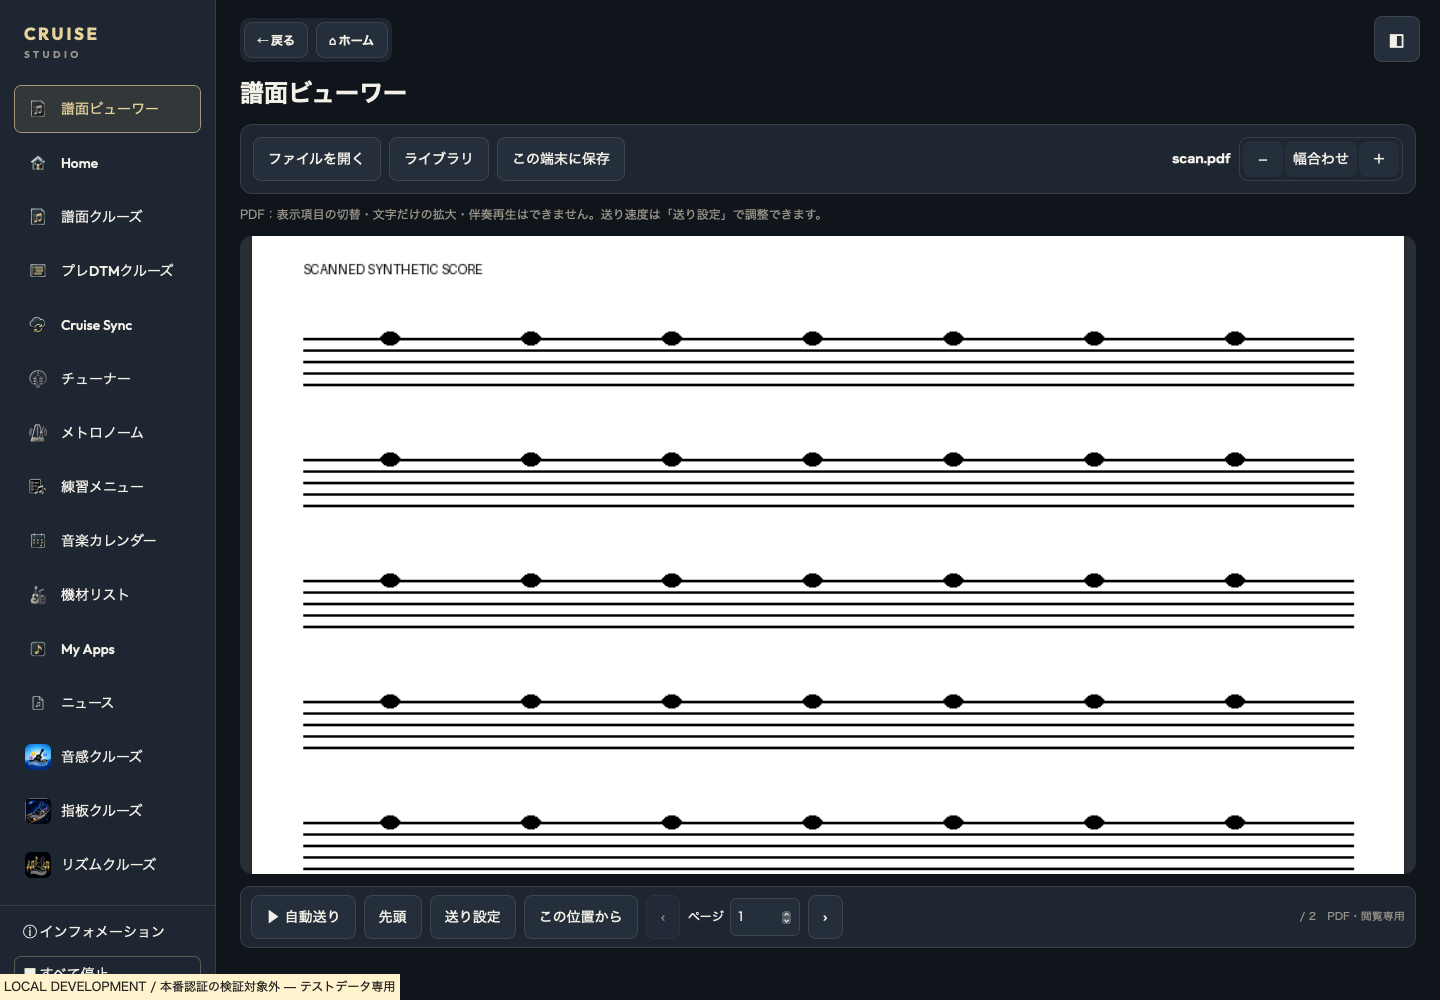 CRUISE
STUDIO
譜面ビューワー
Home
譜面クルーズ
プレDTMクルーズ
Cruise Sync
チューナー
メトロノーム
練習メニュー
音楽カレンダー
機材リスト
My Apps
ニュース
音感クルーズ
指板クルーズ
リズムクルーズ
ⓘ インフォメーション
■ すべて停止
LOCAL DEVELOPMENT / 本番認証の検証対象外 — テストデータ専用
← 戻る ⌂ ホーム
譜面ビューワー
ファイルを開く ライブラリ この端末に保存 scan.pdf − 幅合わせ +
PDF：表示項目の切替・文字だけの拡大・伴奏再生はできません。送り速度は「送り設定」で調整できます。
SCANNED SYNTHETIC SCORE
▶ 自動送り 先頭 送り設定 この位置から ‹ ページ 1 › / 2 PDF・閲覧専用